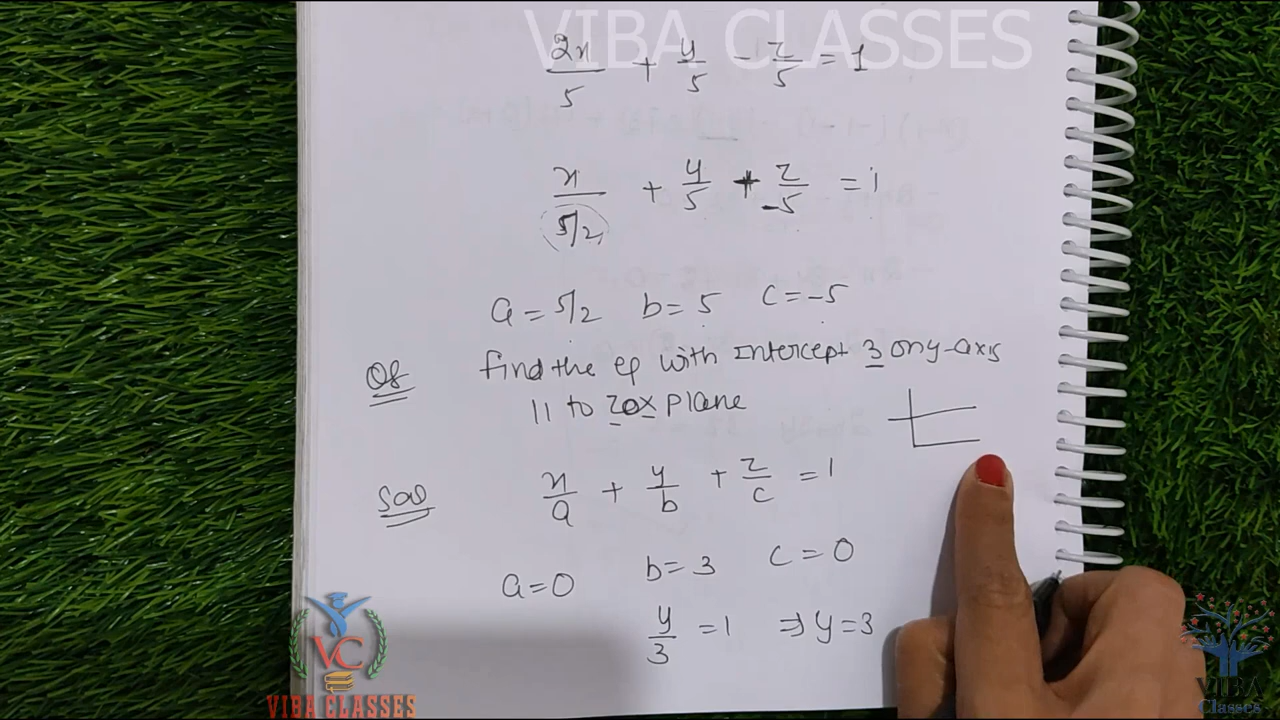 VIBA CLASSES
2x/5 + y/5 - z/5 = 1
x/(5/2) + y/5 + z/-5 = 1
a = 5/2 b = 5 c = -5
Q8 find the eq with Intercept 3 on y-axis
11 to ZOX plane
Sol x/a + y/b + z/c = 1
a = 0 b = 3 c = 0
y/3 = 1 ⇒ y = 3
VC
VIBA CLASSES
VIBA
Classes